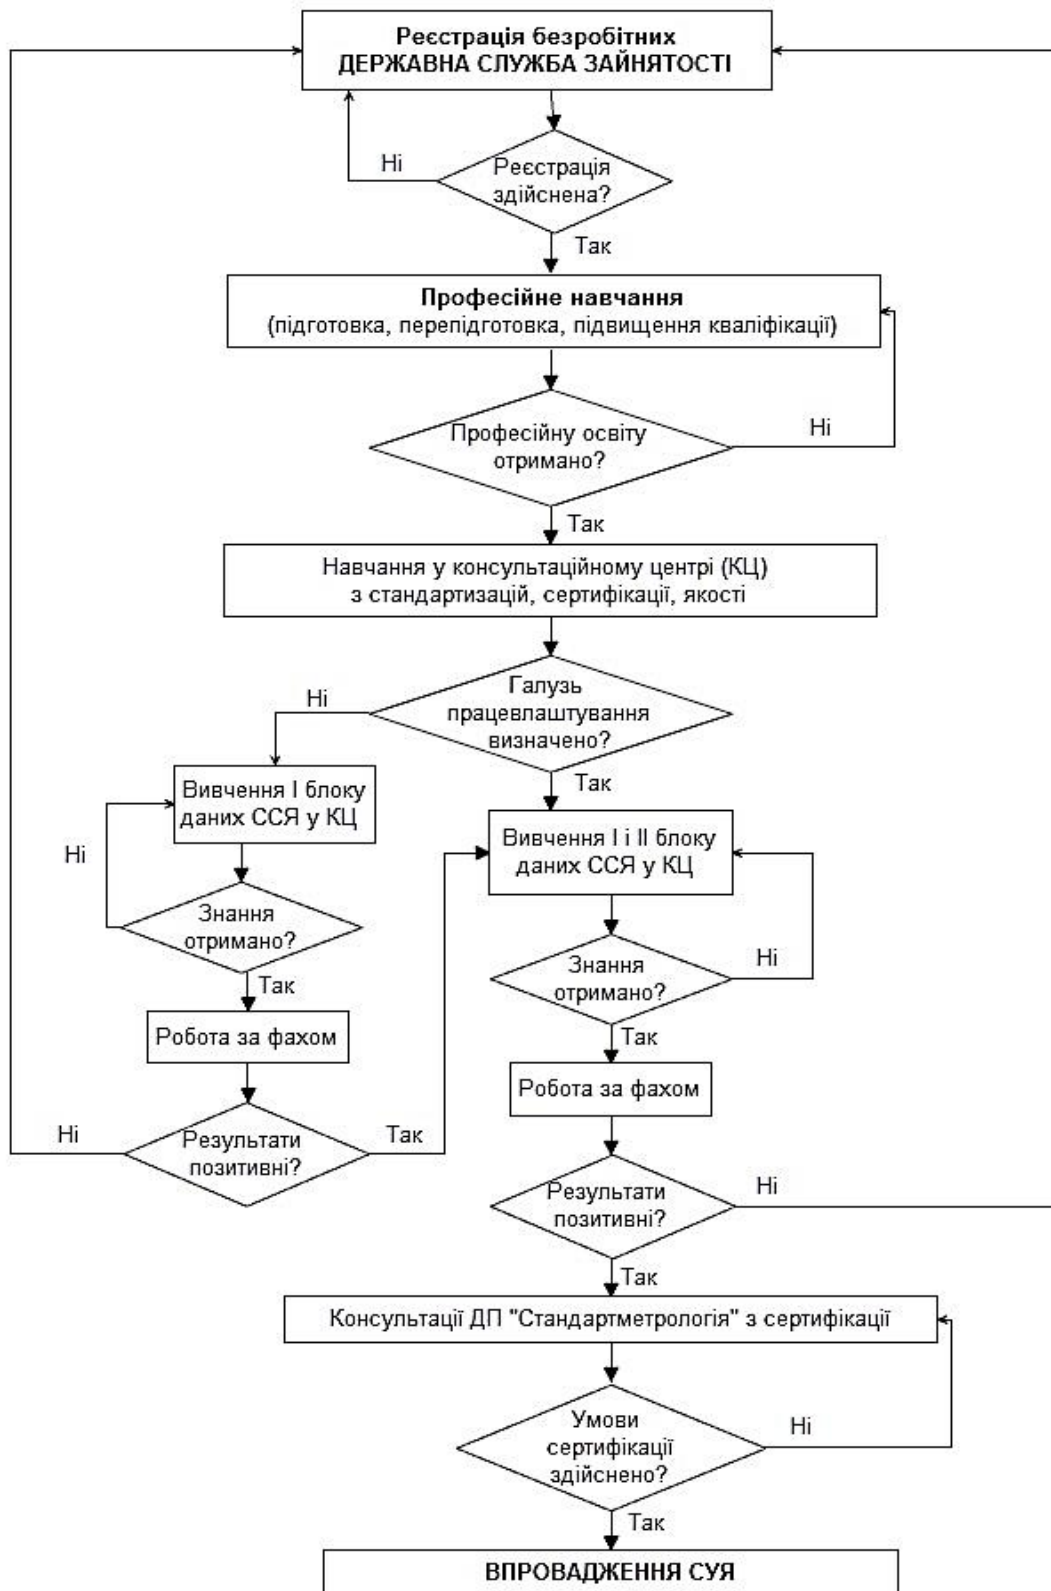 Реєстрація безробітних
ДЕРЖАВНА СЛУЖБА ЗАЙНЯТОСТІ
Ні
Реєстрація
здійснена?
Так
Професійне навчання
(підготовка, перепідготовка, підвищення кваліфікації)
Професійну освіту
отримано?
Ні
Так
Навчання у консультаційному центрі (КЦ)
з стандартизацій, сертифікації, якості
Галузь
працевлаштування
визначено?
Ні
Так
Вивчення І блоку
даних ССЯ у КЦ
Ні
Знання
отримано?
Так
Робота за фахом
Результати
позитивні?
Ні
Так
Вивчення І і ІІ блоку
даних ССЯ у КЦ
Знання
отримано?
Ні
Так
Робота за фахом
Результати
позитивні?
Ні
Так
Консультації ДП "Стандартметрологія" з сертифікації
Умови
сертифікації
здійснено?
Ні
Так
ВПРОВАДЖЕННЯ СУЯ